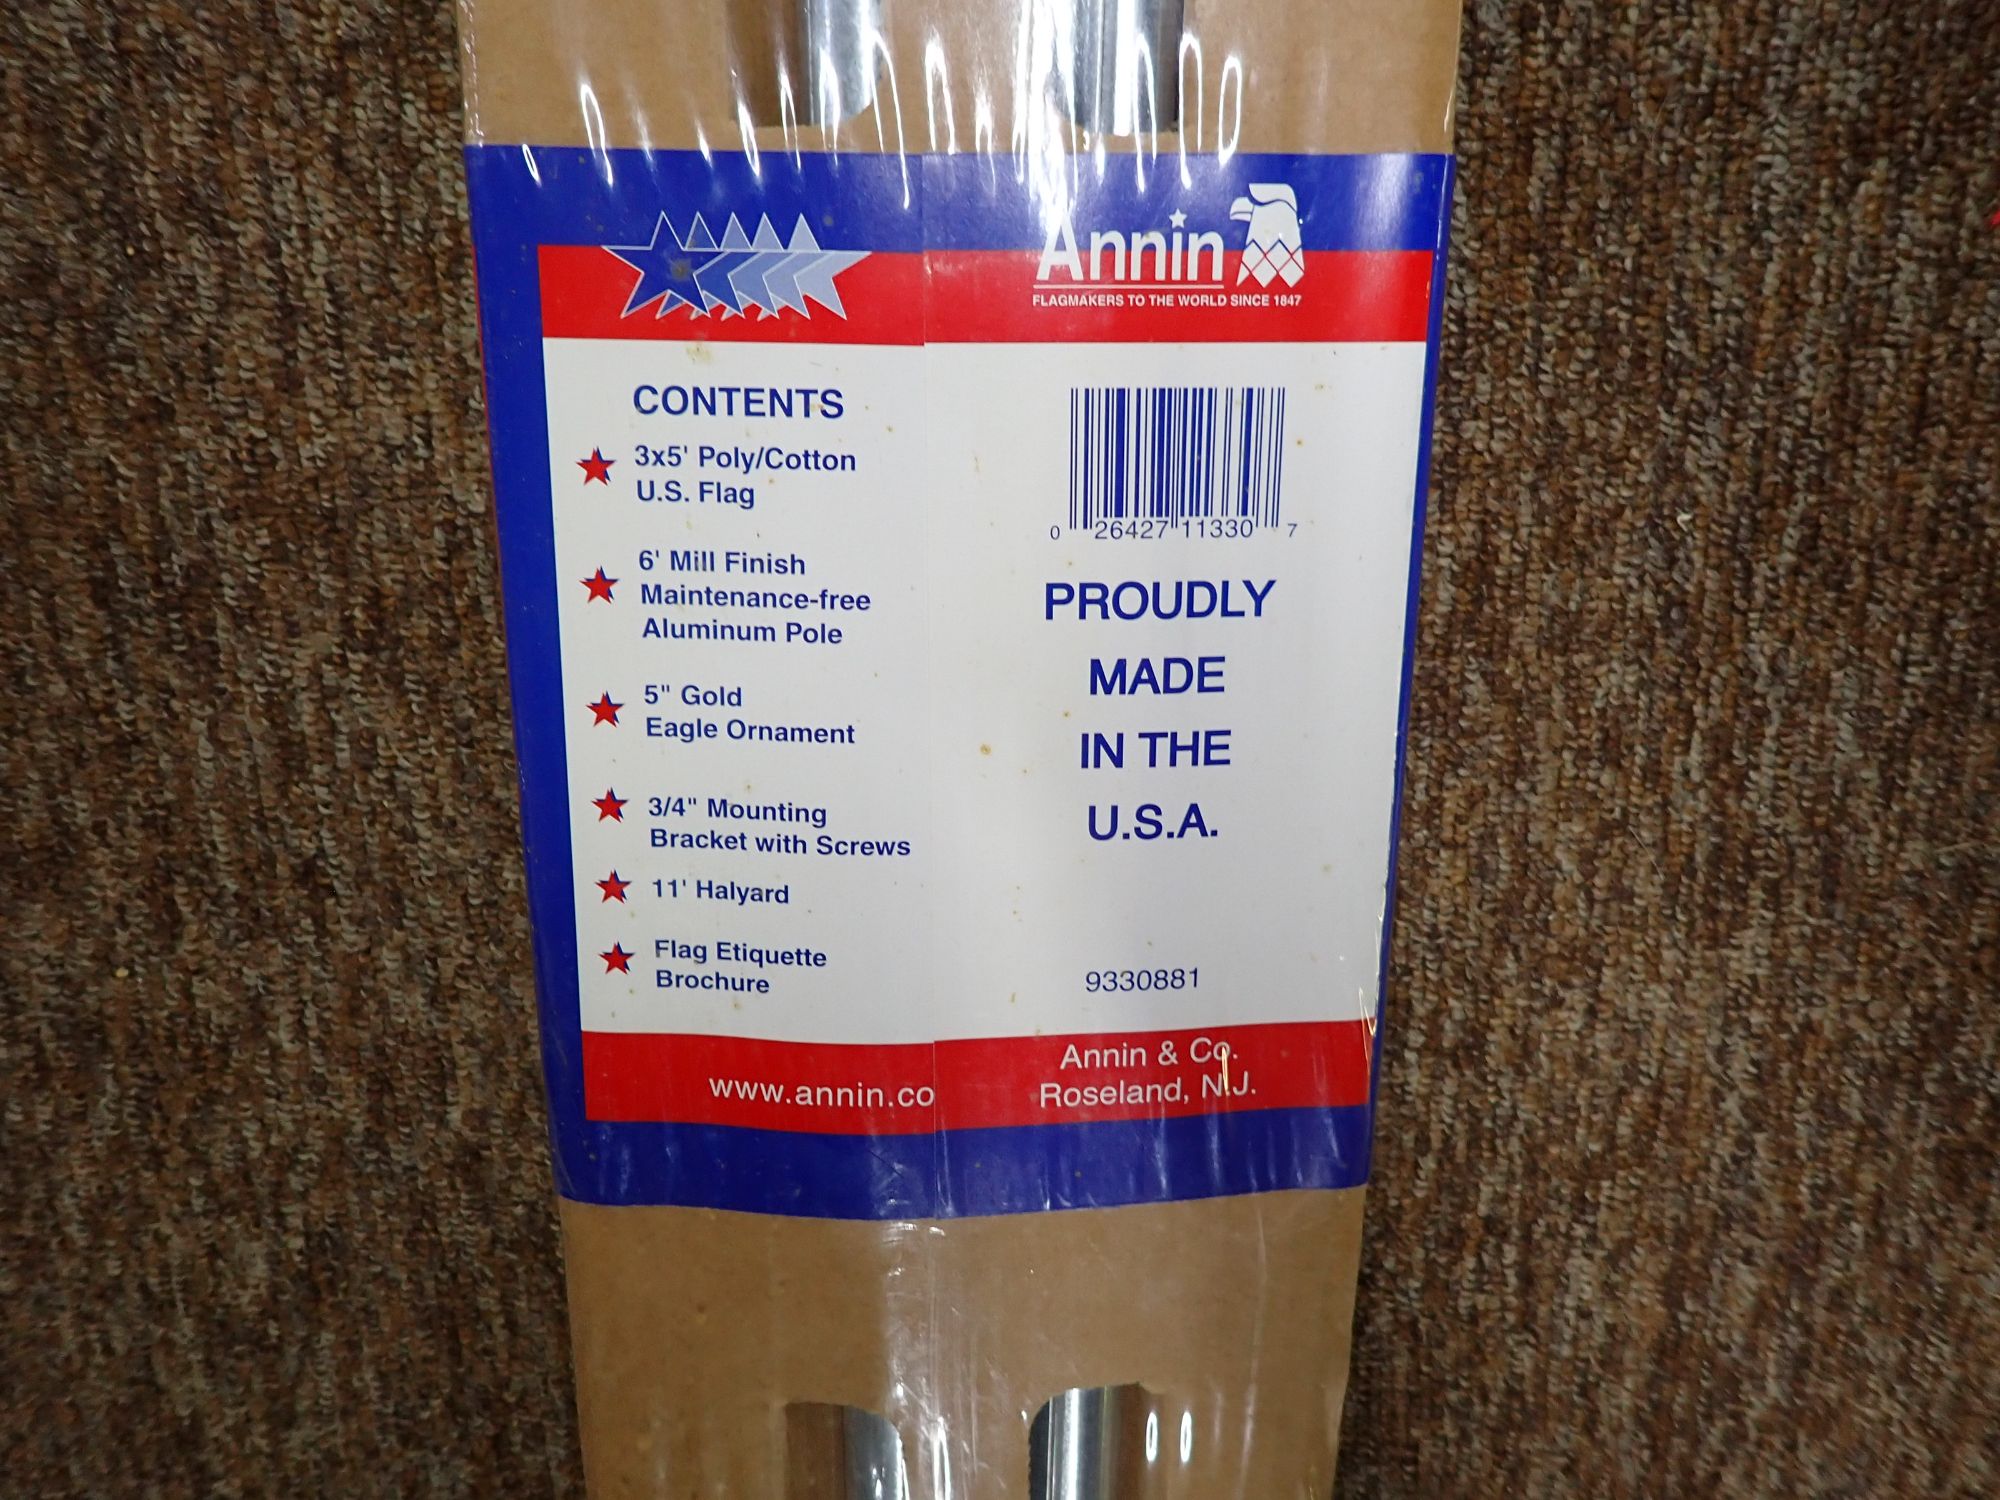 CONTENTS
3x5' Poly/Cotton
U.S. Flag
6' Mill Finish
Maintenance-free
Aluminum Pole
5" Gold
Eagle Ornament
3/4" Mounting
Bracket with Screws
11' Halyard
Flag Etiquette
Brochure
www.annin.co
Annin
FLAGMAKERS TO THE WORLD SINCE 1847
0 26427 11330 7
PROUDLY
MADE
IN THE
U.S.A.
9330881
Annin & Co.
Roseland, N.J.